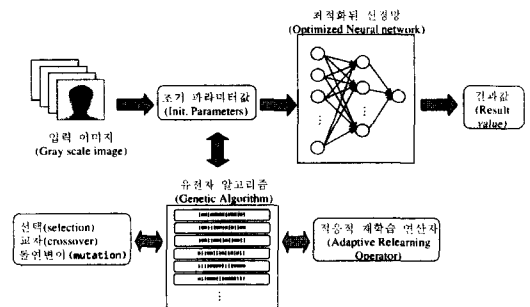 최적화된 신경망
(Optimized Neural network)
초기 파라미터값
(Init. Parameters)
결과값
(Result value)
입력 이미지
(Gray scale image)
유전자 알고리즘
(Genetic Algorithm)
선택(selection)
교차(crossover)
돌연변이(mutation)
적응적 재학습 연산자
(Adaptive Relearning
Operator)